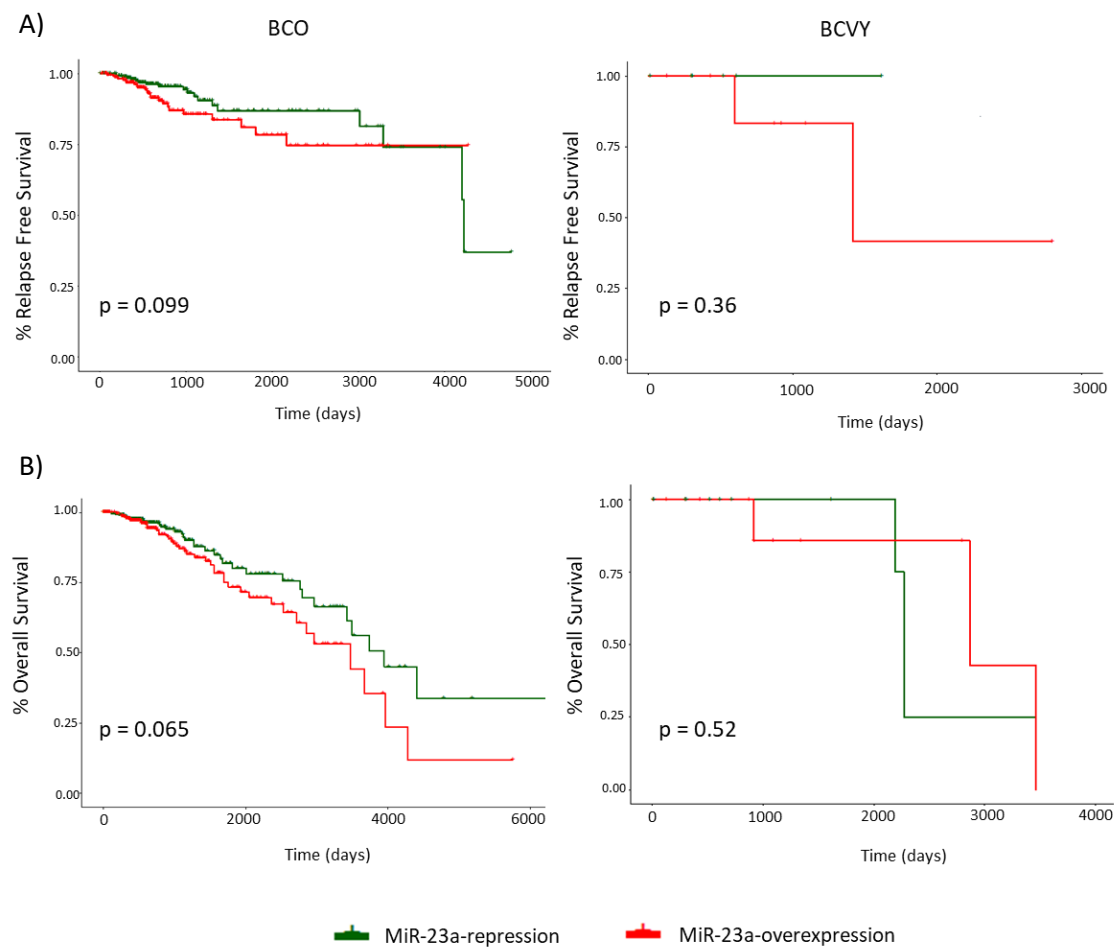 A)
BCO
BCVY
% Relapse Free Survival
1.00
0.75
0.50
0.25
0.00
p = 0.099
0
1000
2000
3000
4000
5000
Time (days)
% Relapse Free Survival
1.00
0.75
0.50
0.25
0.00
p = 0.36
0
1000
2000
3000
Time (days)
B)
% Overall Survival
1.00
0.75
0.50
0.25
0.00
p = 0.065
0
2000
4000
6000
Time (days)
% Overall Survival
1.00
0.75
0.50
0.25
0.00
p = 0.52
0
1000
2000
3000
4000
Time (days)
MiR-23a-repression
MiR-23a-overexpression